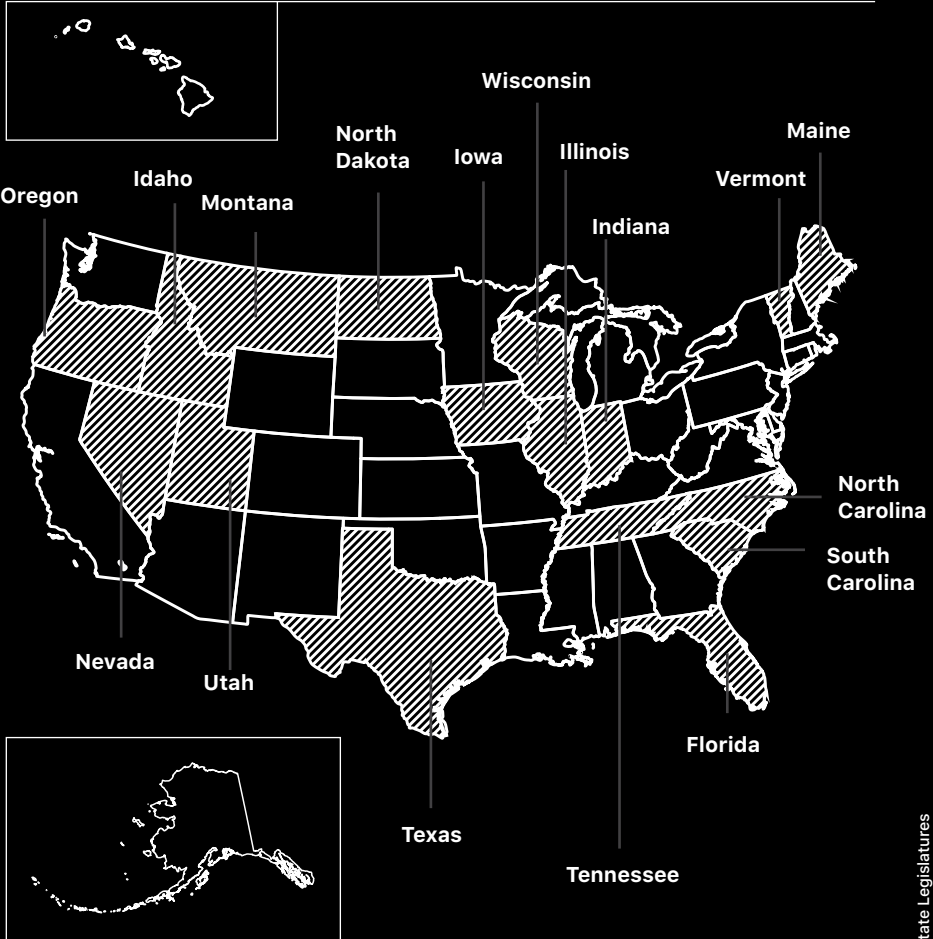 Wisconsin
Maine
North
Dakota
Iowa
Illinois
Vermont
Idaho
Oregon
Montana
Indiana
North
Carolina
South
Carolina
Nevada
Utah
Florida
Texas
Tennessee
Legislatures